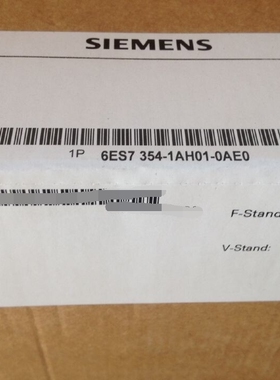 SIEMENS
1P 6ES7 354-1AH01-0AE0
F-Stand
V-Stand: